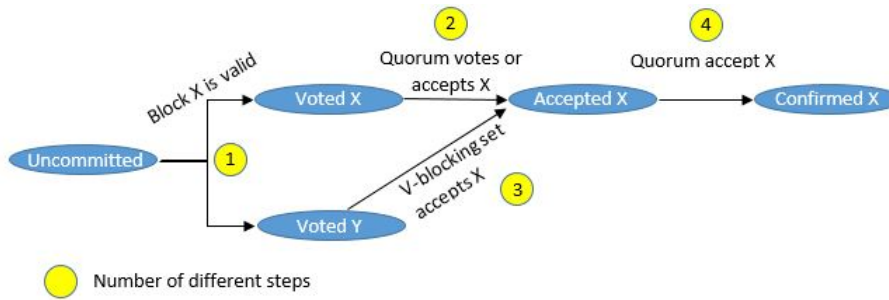 2
4
Quorum votes or
accepts X
Quorum accept X
Block X is valid
Voted X
Accepted X
Confirmed X
Uncommitted
1
V-blocking set
accepts X
3
Voted Y
Number of different steps